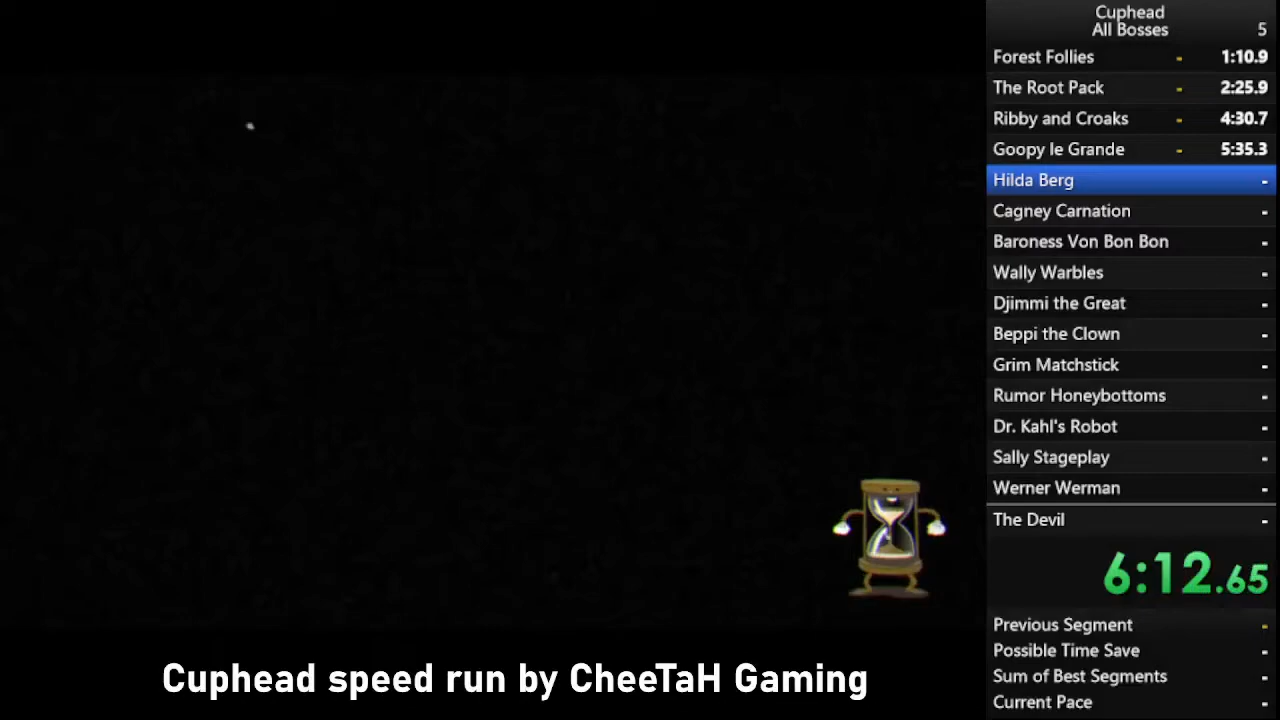 Cuphead
All Bosses 5
Forest Follies - 1:10.9
The Root Pack - 2:25.9
Ribby and Croaks - 4:30.7
Goopy le Grande - 5:35.3
Hilda Berg -
Cagney Carnation -
Baroness Von Bon Bon -
Wally Warbles -
Djimmi the Great -
Beppi the Clown -
Grim Matchstick -
Rumor Honeybottoms -
Dr. Kahl's Robot -
Sally Stageplay -
Werner Werman -
The Devil -
6:12.65
Previous Segment -
Possible Time Save -
Sum of Best Segments -
Current Pace -
Cuphead speed run by CheeTaH Gaming